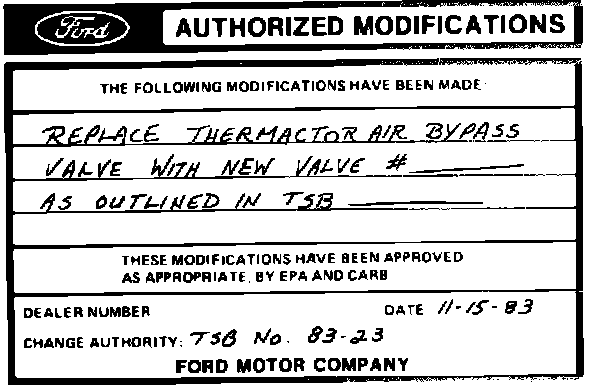 Ford AUTHORIZED MODIFICATIONS
THE FOLLOWING MODIFICATIONS HAVE BEEN MADE
REPLACE THERMACTOR AIR BYPASS
VALVE WITH NEW VALVE # ________
AS OUTLINED IN TSB ________
THESE MODIFICATIONS HAVE BEEN APPROVED
AS APPROPRIATE, BY EPA AND CARB
DEALER NUMBER DATE 11-15-83
CHANGE AUTHORITY: TSB No. 83-23
FORD MOTOR COMPANY